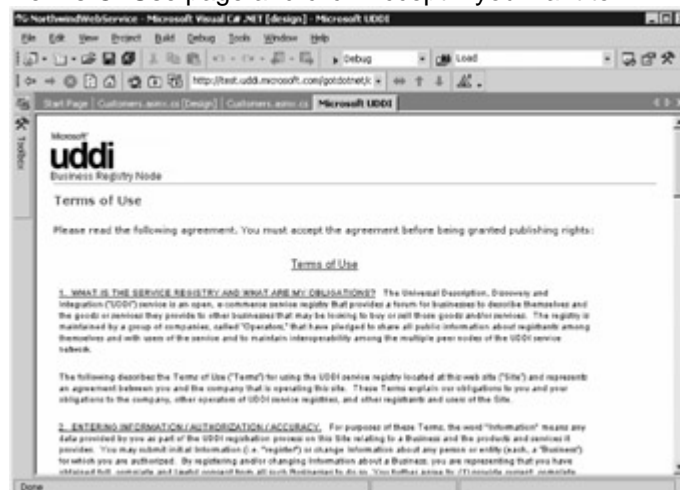 NorthwindWebService - Microsoft Visual C# .NET [design] - Microsoft UDDI
File Edit View Project Build Debug Tools Window Help
Debug Load
http://test.uddi.microsoft.com/gotdotnet/
Start Page Customers.asmx.cs [Design] Customers.asmx.cs Microsoft UDDI
Toolbox
Microsoft
uddi
Business Registry Node
Terms of Use
Please read the following agreement. You must accept the agreement before being granted publishing rights:
Terms of Use
1. WHAT IS THE SERVICE REGISTRY AND WHAT ARE MY OBLIGATIONS? The Universal Description, Discovery and
Integration ("UDDI") service is an open, e-commerce service registry that provides a forum for businesses to describe themselves and
the goods or services they provide to other businesses that may be looking to buy or sell those goods and/or services. The registry is
maintained by a group of companies, called "Operators," that have pledged to share all public information about registrants among
themselves and with users of the service and to maintain interoperability among the multiple peer nodes of the UDDI service
network.
The following describes the Terms of Use ("Terms") for using the UDDI service registry located at this web site ("Site") and represents
an agreement between you and the company that is operating this site. These Terms explain our obligations to you and your
obligations to the company, other operators of UDDI service registries, and other registrants and users of the Site.
2. ENTERING INFORMATION / AUTHORIZATION / ACCURACY. For purposes of these Terms, the word "Information" means any
data provided by you as part of the UDDI registration process on this Site relating to a Business and the products and services it
provides. You may submit initial Information (i.e. "register") or change information about any person or entity (each, a "Business")
for which you are authorized. By registering and/or changing Information about a Business, you are representing that you have
Done